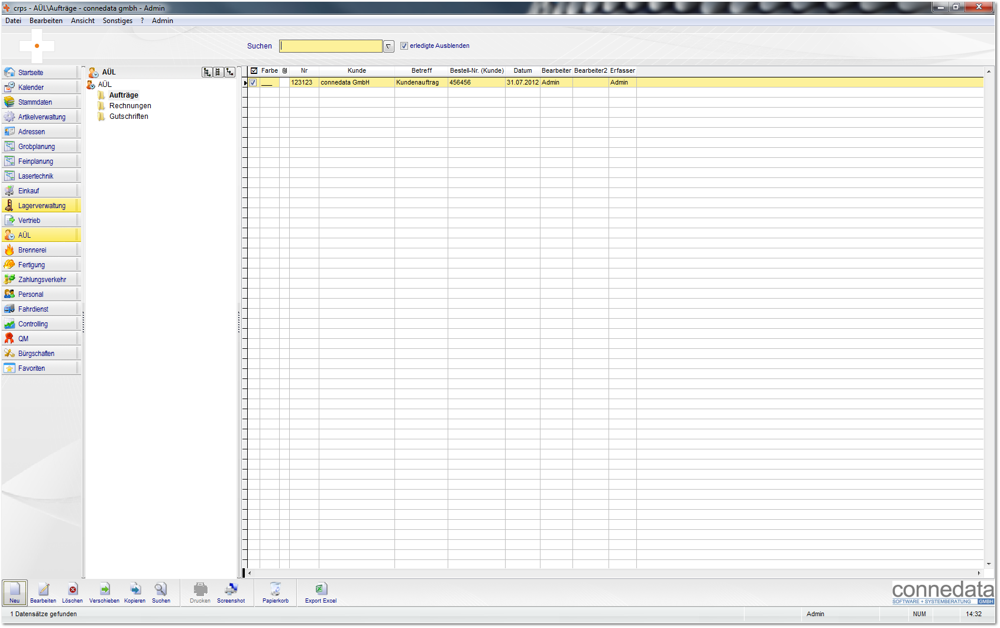 crps - AÜL\Aufträge - connedata gmbh - Admin
Datei Bearbeiten Ansicht Sonstiges ? Admin
Suchen erledigte Ausblenden
Startseite
Kalender
Stammdaten
Artikelverwaltung
Adressen
Grobplanung
Feinplanung
Lasertechnik
Einkauf
Lagerverwaltung
Vertrieb
AÜL
Brennerei
Fertigung
Zahlungsverkehr
Personal
Fahrdienst
Controlling
QM
Bürgschaften
Favoriten
AÜL
AÜL
Aufträge
Rechnungen
Gutschriften
Farbe Nr Kunde Betreff Bestell-Nr. (Kunde) Datum Bearbeiter Bearbeiter2 Erfasser
123123 connedata GmbH Kundenauftrag 456456 31.07.2012 Admin Admin
Neu Bearbeiten Löschen Verschieben Kopieren Suchen Drucken Screenshot Papierkorb Export Excel
connedata
SOFTWARE + SYSTEMBERATUNG GMBH
1 Datensätze gefunden Admin NUM 14:32